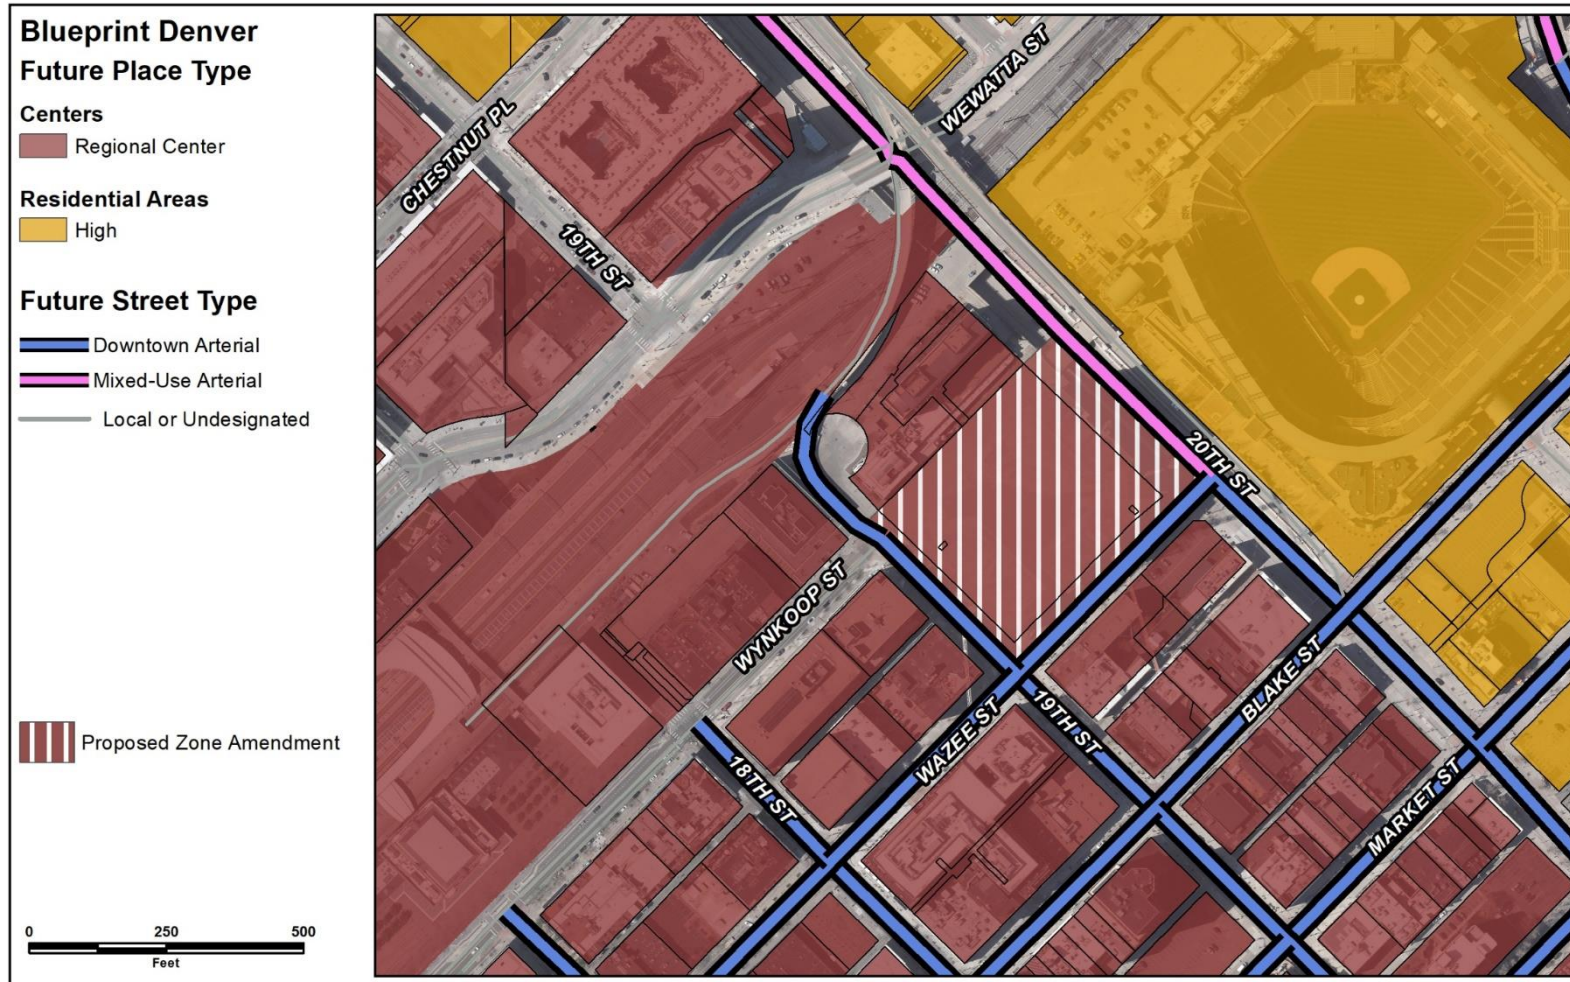 Blueprint Denver
Future Place Type
Centers
Regional Center
Residential Areas
High
Future Street Type
Downtown Arterial
Mixed-Use Arterial
Local or Undesignated
Proposed Zone Amendment
0 250 500
Feet
WEWATTA ST
CHESTNUT PL
19TH ST
20TH ST
WYNKOOP ST
BLAKE ST
WAZEE ST
19TH ST
18TH ST
MARKET ST